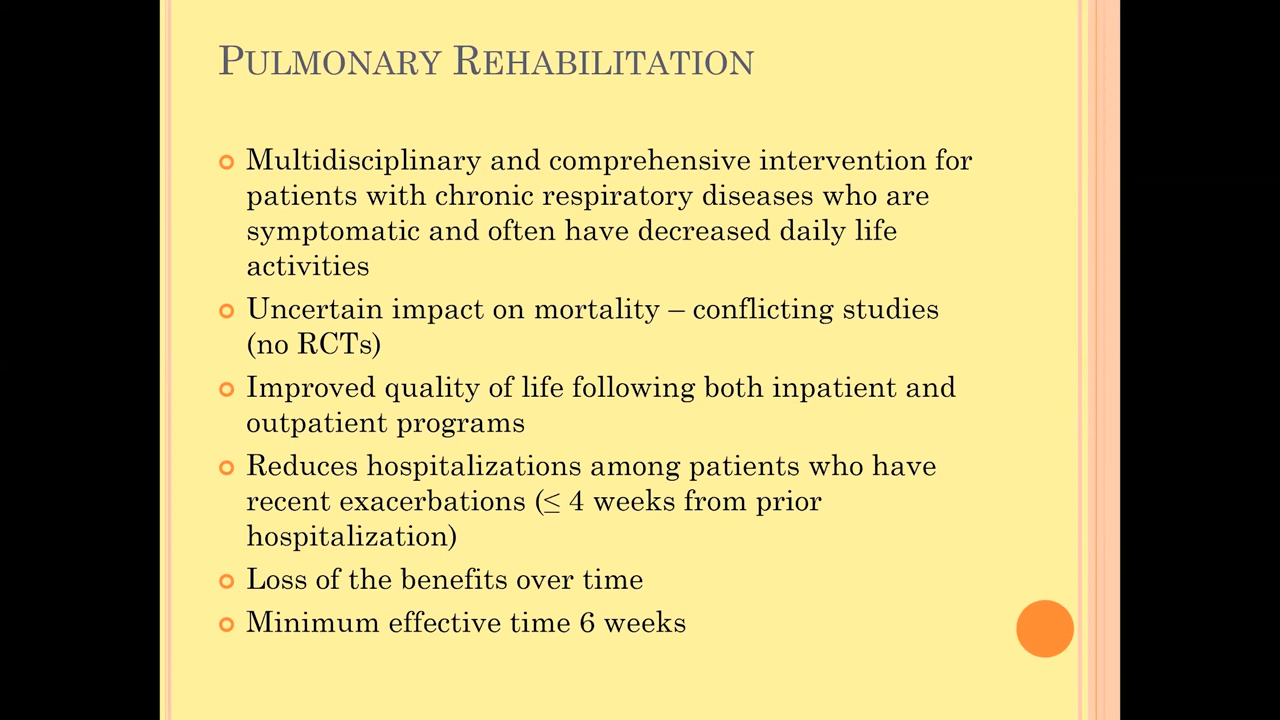 Pulmonary Rehabilitation
Multidisciplinary and comprehensive intervention for
patients with chronic respiratory diseases who are
symptomatic and often have decreased daily life
activities
Uncertain impact on mortality – conflicting studies
(no RCTs)
Improved quality of life following both inpatient and
outpatient programs
Reduces hospitalizations among patients who have
recent exacerbations (≤ 4 weeks from prior
hospitalization)
Loss of the benefits over time
Minimum effective time 6 weeks